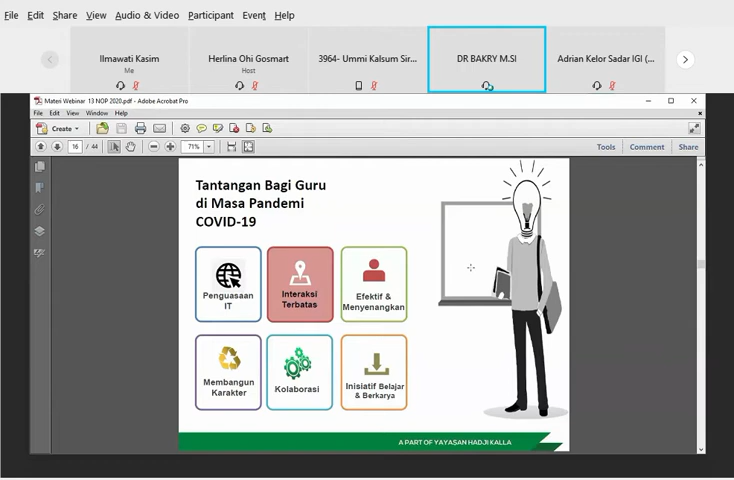 File Edit Share View Audio & Video Participant Event Help
Ilmawati Kasim
Me
Herlina Ohi Gosmart
Host
3964- Ummi Kalsum Sir...
DR BAKRY M.SI
Adrian Kelor Sadar IGI (...
Materi Webinar 13 NOP 2020.pdf - Adobe Acrobat Pro
File Edit View Window Help
Create
16 / 44
71%
Tools Comment Share
Tantangan Bagi Guru
di Masa Pandemi
COVID-19
Penguasaan
IT
Interaksi
Terbatas
Efektif &
Menyenangkan
Membangun
Karakter
Kolaborasi
Inisiatif Belajar
& Berkarya
A PART OF YAYASAN HADJI KALLA